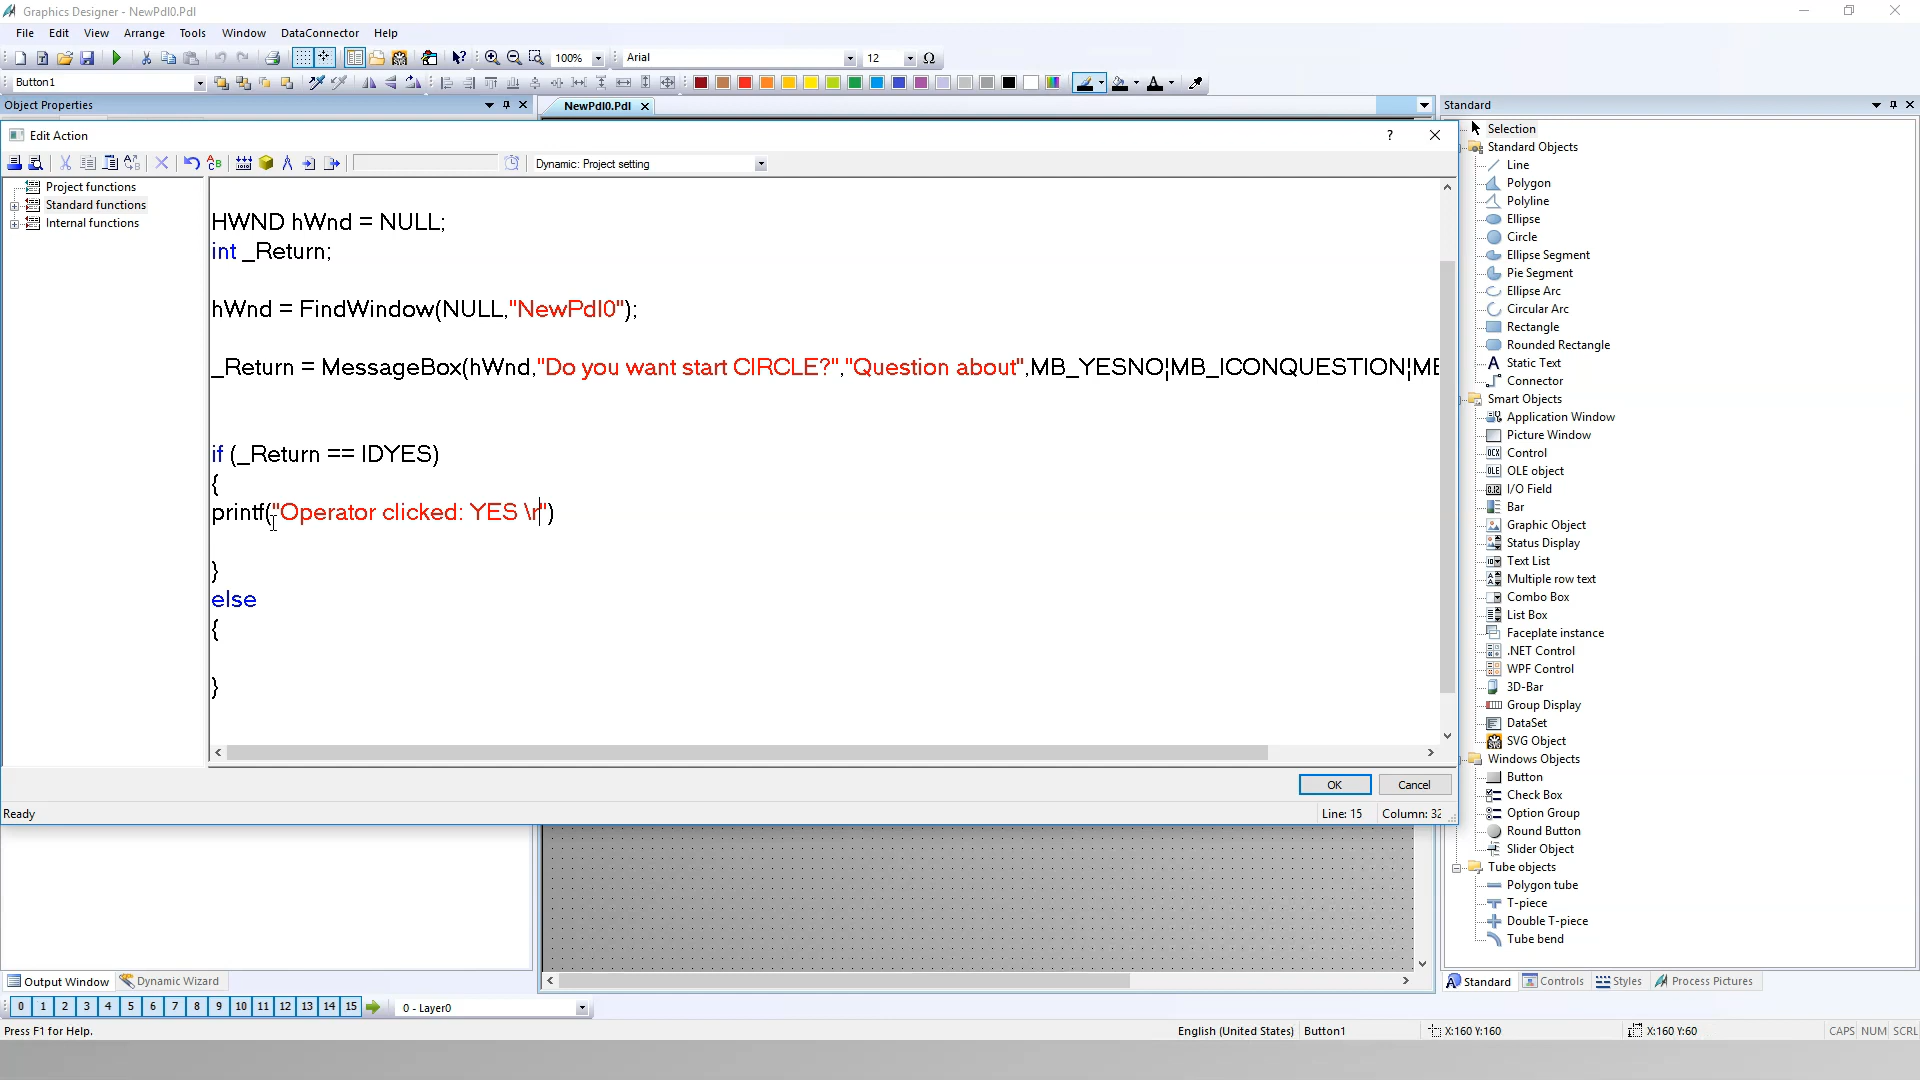 Graphics Designer - NewPdl0.Pdl
File Edit View Arrange Tools Window DataConnector Help
100% Arial 12
Button1
Object Properties
NewPdl0.Pdl
Standard
Edit Action
Dynamic: Project setting
Project functions
Standard functions
Internal functions
HWND hWnd = NULL;
int _Return;
hWnd = FindWindow(NULL,"NewPdl0");
_Return = MessageBox(hWnd,"Do you want start CIRCLE?","Question about",MB_YESNO|MB_ICONQUESTION|MB
if (_Return == IDYES)
{
printf("Operator clicked: YES \r")
}
else
{
}
OK Cancel
Ready Line: 15 Column: 32
Selection
Standard Objects
Line
Polygon
Polyline
Ellipse
Circle
Ellipse Segment
Pie Segment
Ellipse Arc
Circular Arc
Rectangle
Rounded Rectangle
Static Text
Connector
Smart Objects
Application Window
Picture Window
Control
OLE object
I/O Field
Bar
Graphic Object
Status Display
Text List
Multiple row text
Combo Box
List Box
Faceplate instance
.NET Control
WPF Control
3D-Bar
Group Display
DataSet
SVG Object
Windows Objects
Button
Check Box
Option Group
Round Button
Slider Object
Tube objects
Polygon tube
T-piece
Double T-piece
Tube bend
Output Window Dynamic Wizard
Standard Controls Styles Process Pictures
0 1 2 3 4 5 6 7 8 9 10 11 12 13 14 15 0 - Layer0
Press F1 for Help. English (United States) Button1 X:160 Y:160 X:160 Y:60 CAPS NUM SCRL